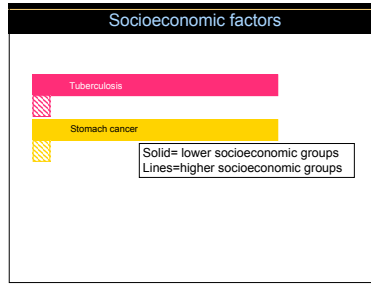 Socioeconomic factors
Tuberculosis
Stomach cancer
Solid= lower socioeconomic groups
Lines=higher socioeconomic groups